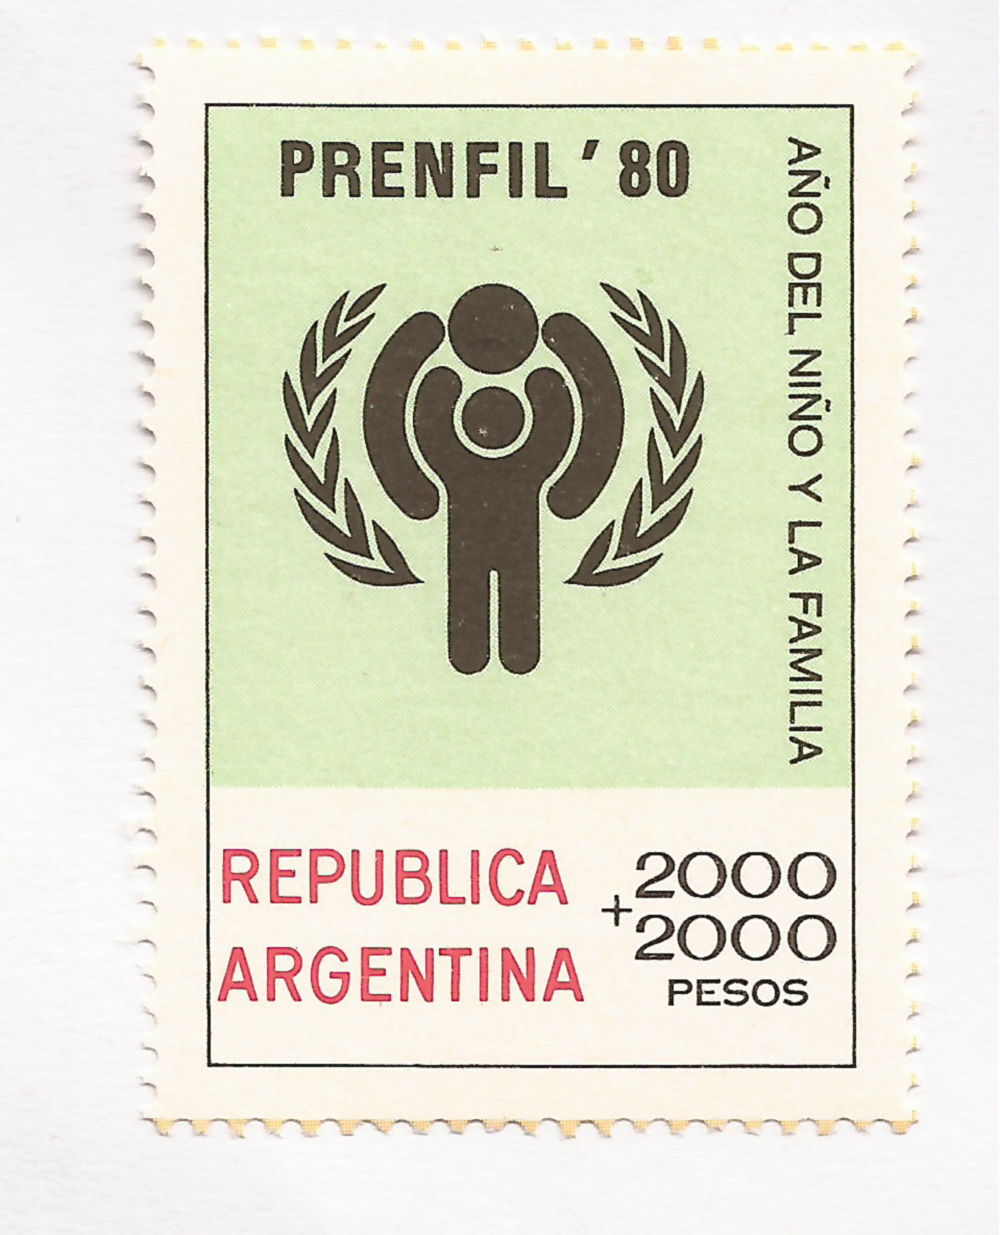 PRENFIL '80
AÑO DEL NIÑO Y LA FAMILIA
REPUBLICA
ARGENTINA
2000
+2000
PESOS